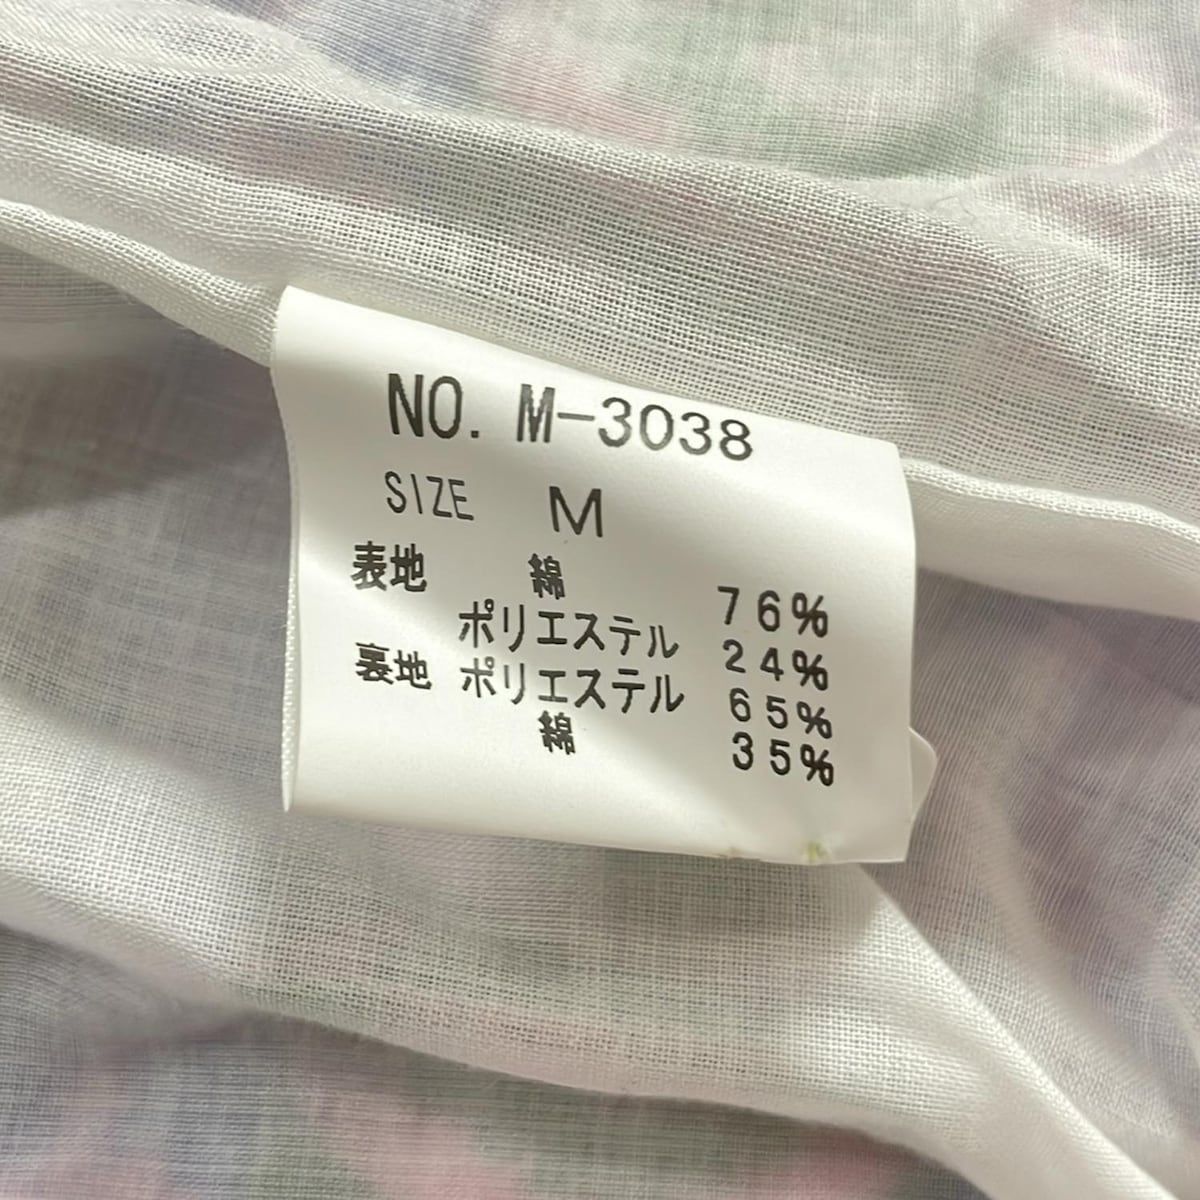 NO. M-3038
SIZE M
表地 綿 76%
ポリエステル 24%
裏地 ポリエステル 65%
綿 35%